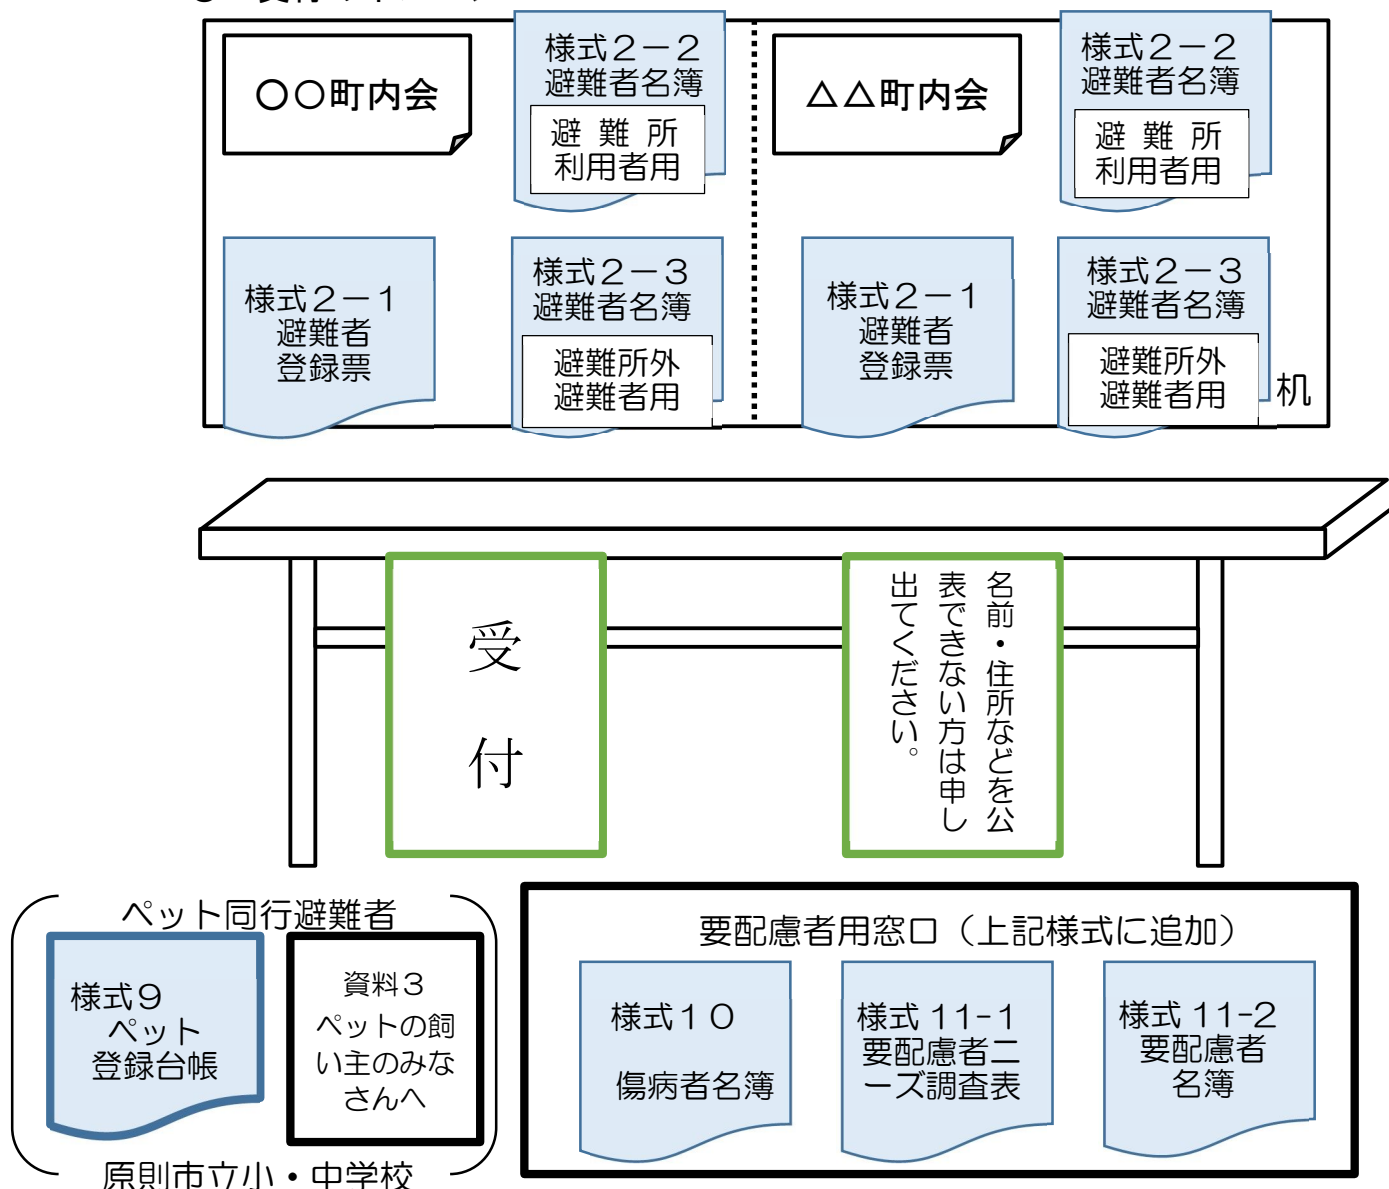 〇〇町内会
様式２－２
避難者名簿
避難所
利用者用
様式２－１
避難者
登録票
様式２－３
避難者名簿
避難所外
避難者用
△△町内会
様式２－２
避難者名簿
避難所
利用者用
様式２－１
避難者
登録票
様式２－３
避難者名簿
避難所外
避難者用
机
受付
名前・住所などを公
表できない方は申し
出てください。
ペット同行避難者
様式９
ペット
登録台帳
資料３
ペットの飼
い主のみな
さんへ
原則市立小・中学校
要配慮者用窓口（上記様式に追加）
様式１０
傷病者名簿
様式 11-1
要配慮者ニ
ーズ調査表
様式 11-2
要配慮者
名簿